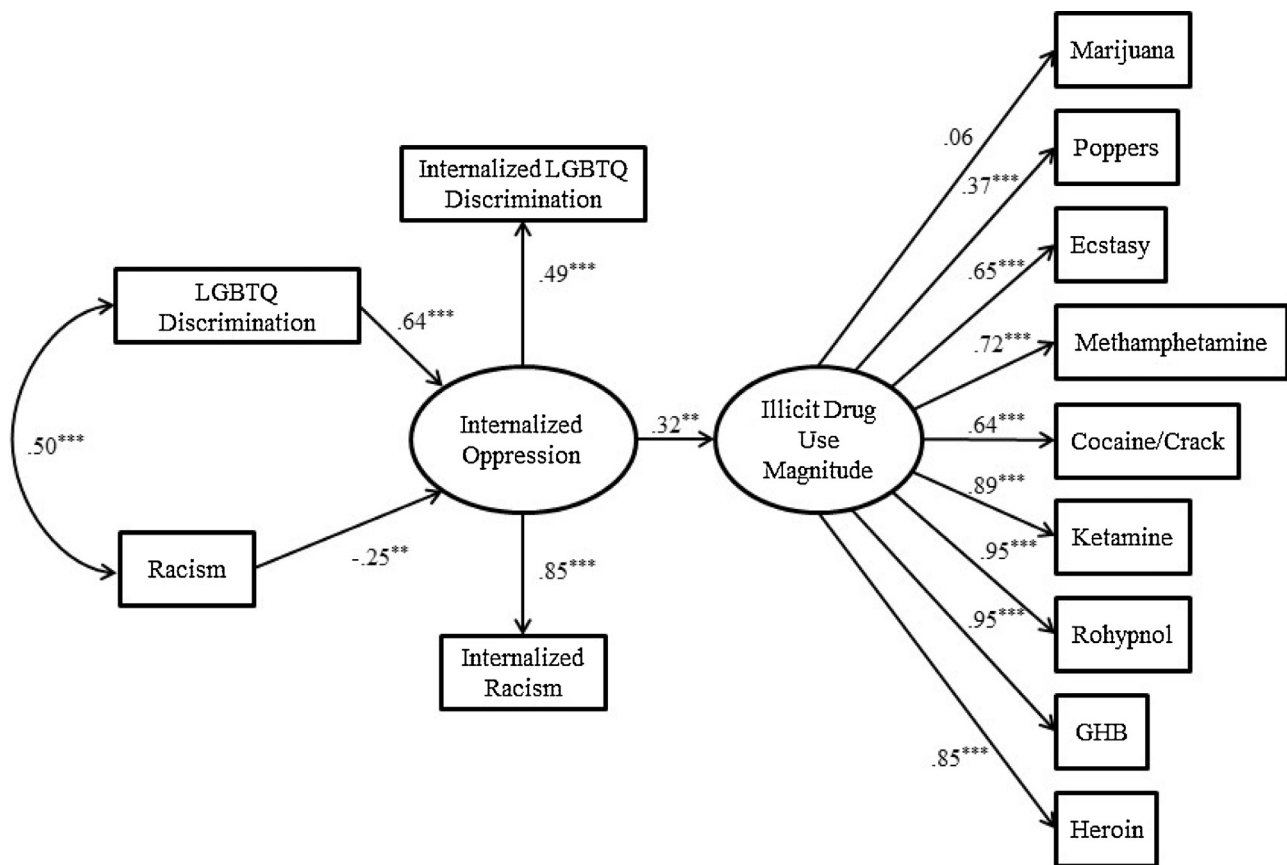 Marijuana
.06
Poppers
.37***
Internalized LGBTQ
Discrimination
Ecstasy
.65***
.49***
LGBTQ
Discrimination
.64***
Methamphetamine
.72***
Internalized
Oppression
.32**
Illicit Drug
Use
Magnitude
.64***
Cocaine/Crack
.50***
.89***
Ketamine
Racism
-.25**
.85***
.95***
Rohypnol
Internalized
Racism
.95***
GHB
.85***
Heroin